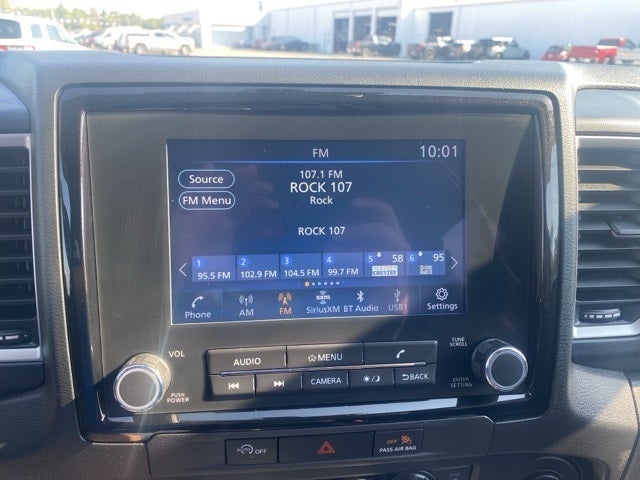 FM 10:01
107.1 FM
Source
ROCK 107
FM Menu
Rock
ROCK 107
1 2 3 4 5 58 6 95
95.5 FM 102.9 FM 104.5 FM 99.7 FM
Phone AM FM SiriusXM BT Audio USB1 Settings
VOL
AUDIO MENU
TUNE
SCROLL
CAMERA BACK
PUSH
POWER
ENTER
SETTING
OFF
OFF
PASS AIR BAG